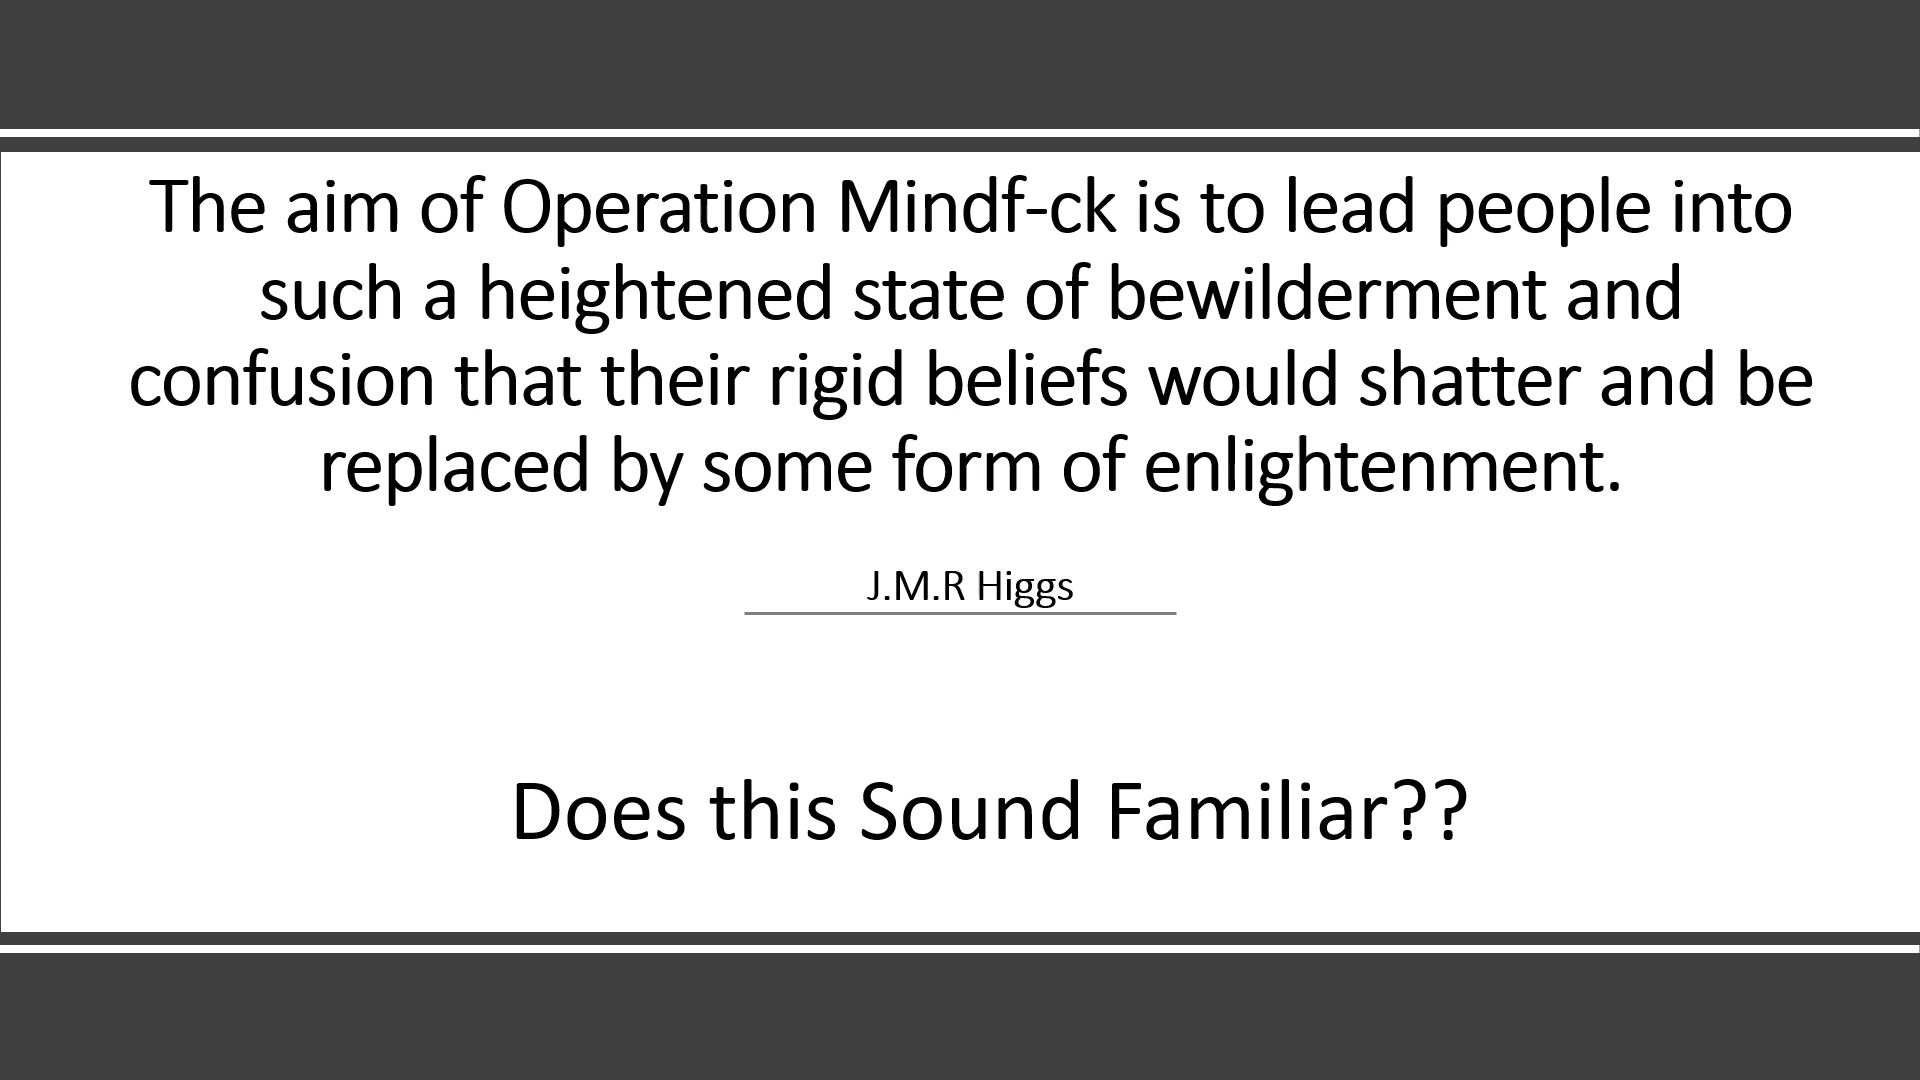 The aim of Operation Mindf-ck is to lead people into
such a heightened state of bewilderment and
confusion that their rigid beliefs would shatter and be
replaced by some form of enlightenment.
J.M.R Higgs
Does this Sound Familiar??